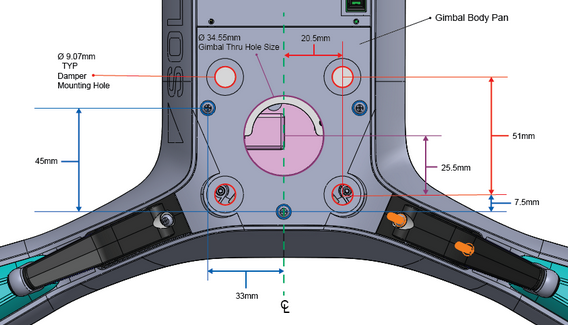 SOL
Gimbal Body Pan
Ø 34.55mm
Gimbal Thru Hole Size
20.5mm
Ø 9.07mm
TYP
Damper
Mounting Hole
45mm
51mm
25.5mm
7.5mm
33mm
℄